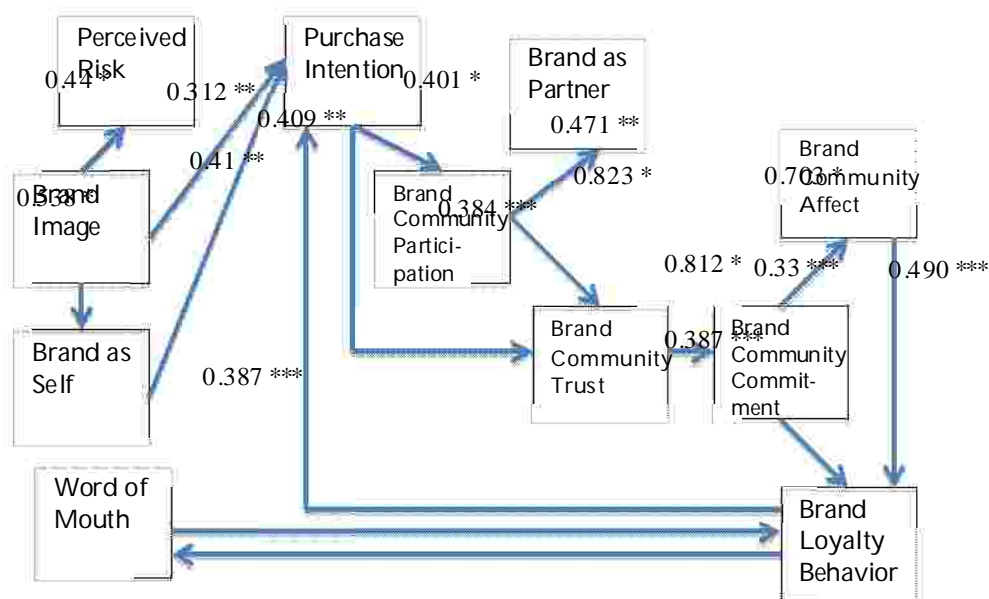 Perceived
Risk
0.44 *
0.312 **
Purchase
Intention
0.401 *
0.409 **
0.41 **
Brand as
Partner
0.471 **
0.823 *
Brand
Image
Brand
Community
Partici-
pation
0.384 ***
Brand
Community
Affect
0.703 *
0.812 *
0.33 ***
0.490 ***
Brand as
Self
0.387 ***
Brand
Community
Trust
0.387 ***
Brand
Community
Commit-
ment
Word of
Mouth
Brand
Loyalty
Behavior